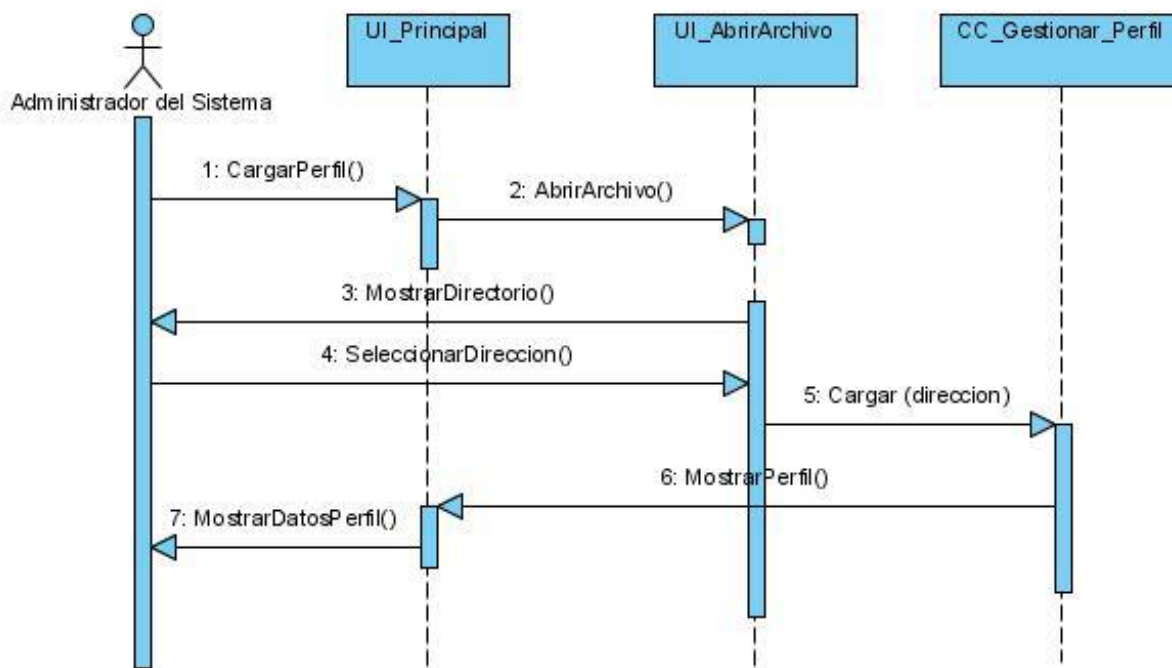 UI_Principal
UI_AbrirArchivo
CC_Gestionar_Perfil
Administrador del Sistema
1: CargarPerfil()
2: AbrirArchivo()
3: MostrarDirectorio()
4: SeleccionarDireccion()
5: Cargar (direccion)
6: MostrarPerfil()
7: MostrarDatosPerfil()